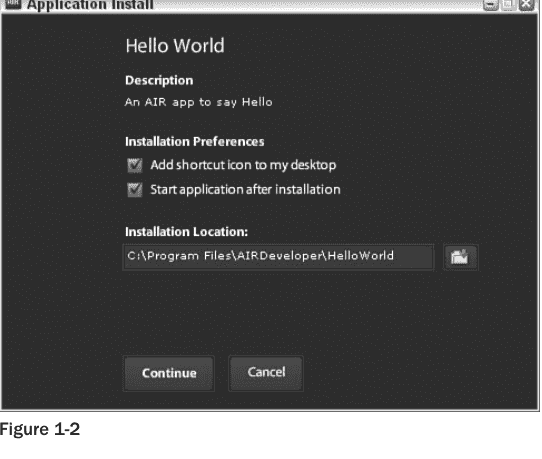 AIR Application Install
Hello World
Description
An AIR app to say Hello
Installation Preferences
Add shortcut icon to my desktop
Start application after installation
Installation Location:
C:\Program Files\AIRDeveloper\HelloWorld
Continue Cancel
Figure 1-2